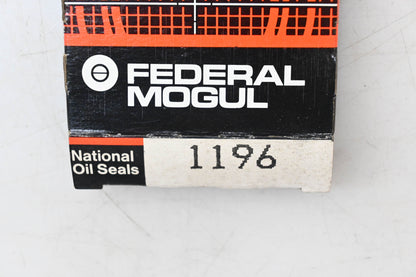 FEDERAL
MOGUL
National
Oil Seals
1196